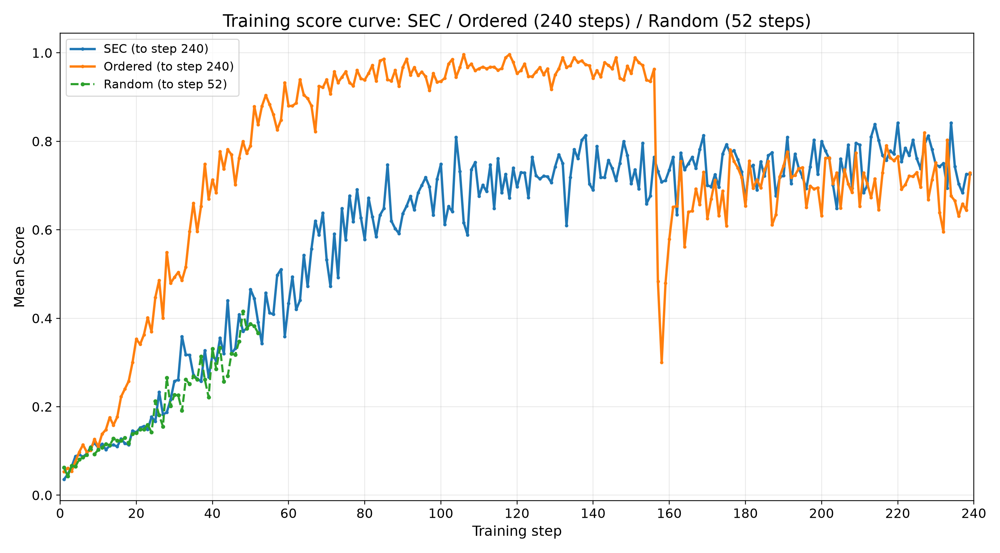 Training score curve: SEC / Ordered (240 steps) / Random (52 steps)
SEC (to step 240)
Ordered (to step 240)
Random (to step 52)
Mean Score
1.0
0.8
0.6
0.4
0.2
0.0
0 20 40 60 80 100 120 140 160 180 200 220 240
Training step